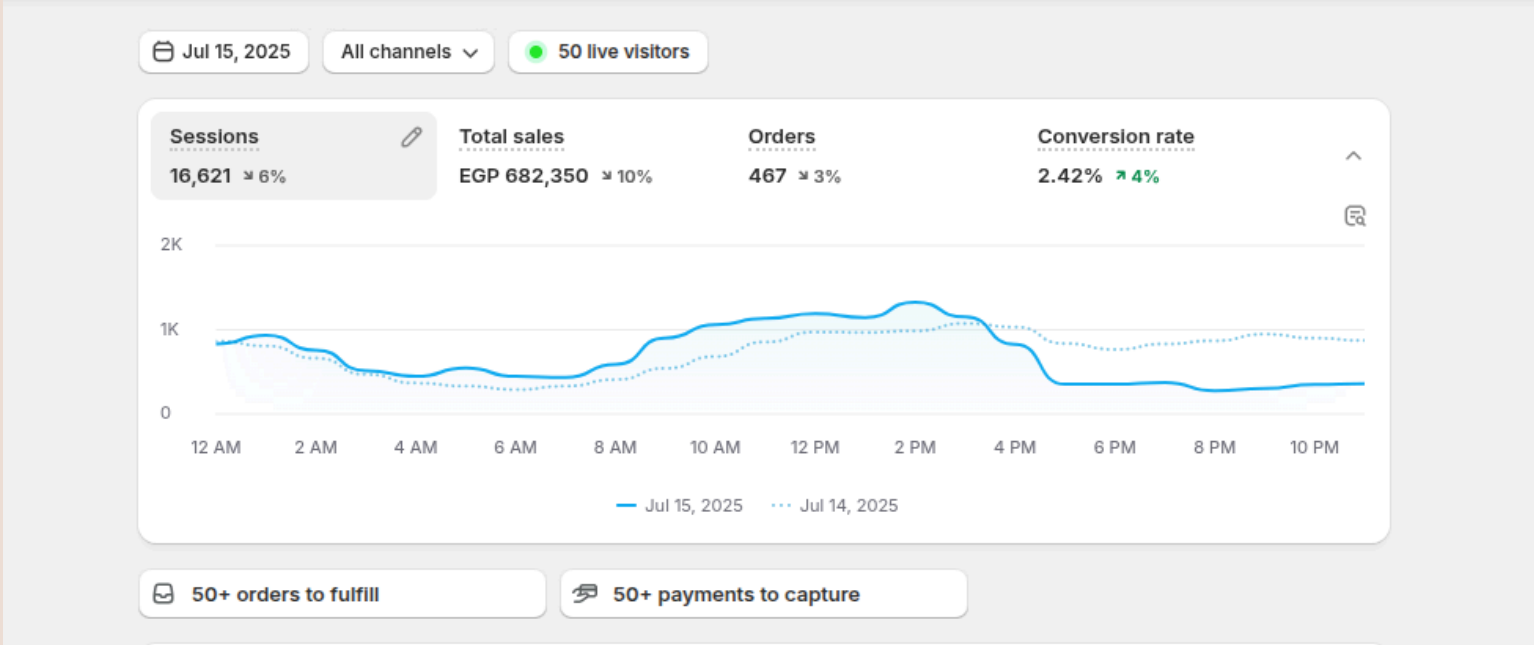 Jul 15, 2025 All channels 50 live visitors
Sessions Total sales Orders Conversion rate
16,621 6% EGP 682,350 10% 467 3% 2.42% 4%
2K
1K
0
12 AM 2 AM 4 AM 6 AM 8 AM 10 AM 12 PM 2 PM 4 PM 6 PM 8 PM 10 PM
Jul 15, 2025 Jul 14, 2025
50+ orders to fulfill 50+ payments to capture